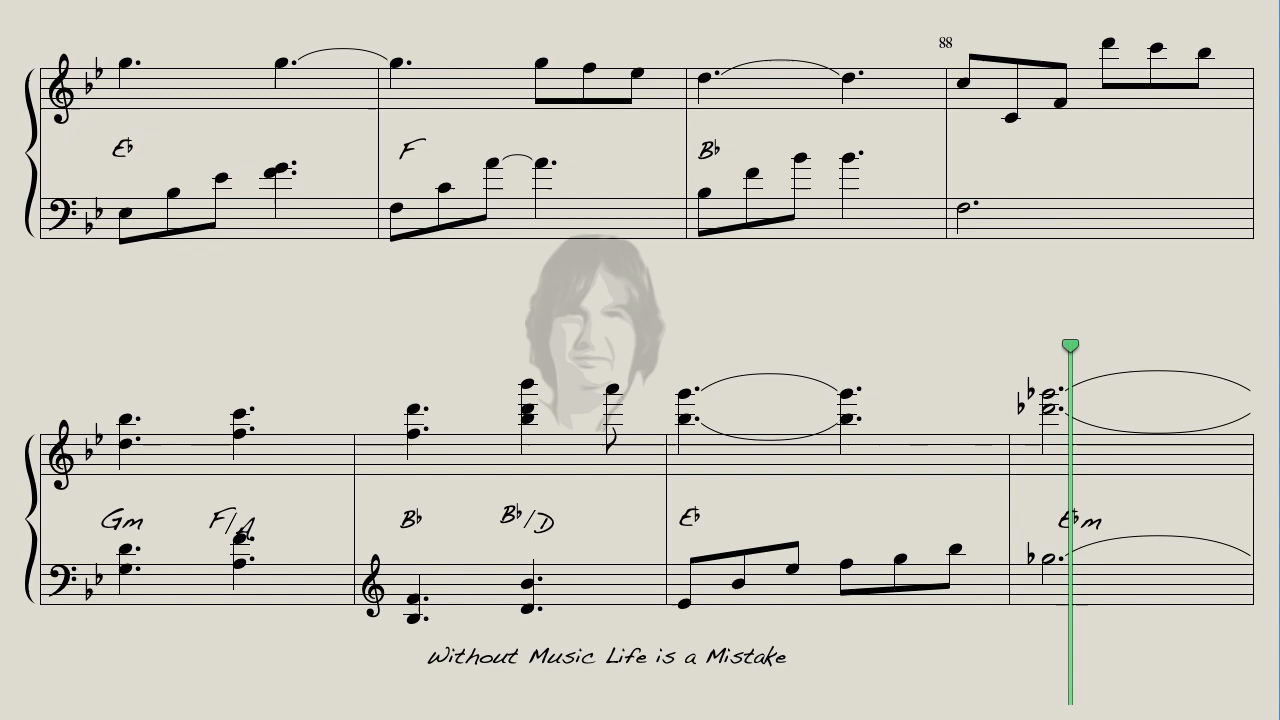 88
E♭ F B♭
Gm F/A B♭ B♭/D E♭ E♭m
Without Music Life is a Mistake